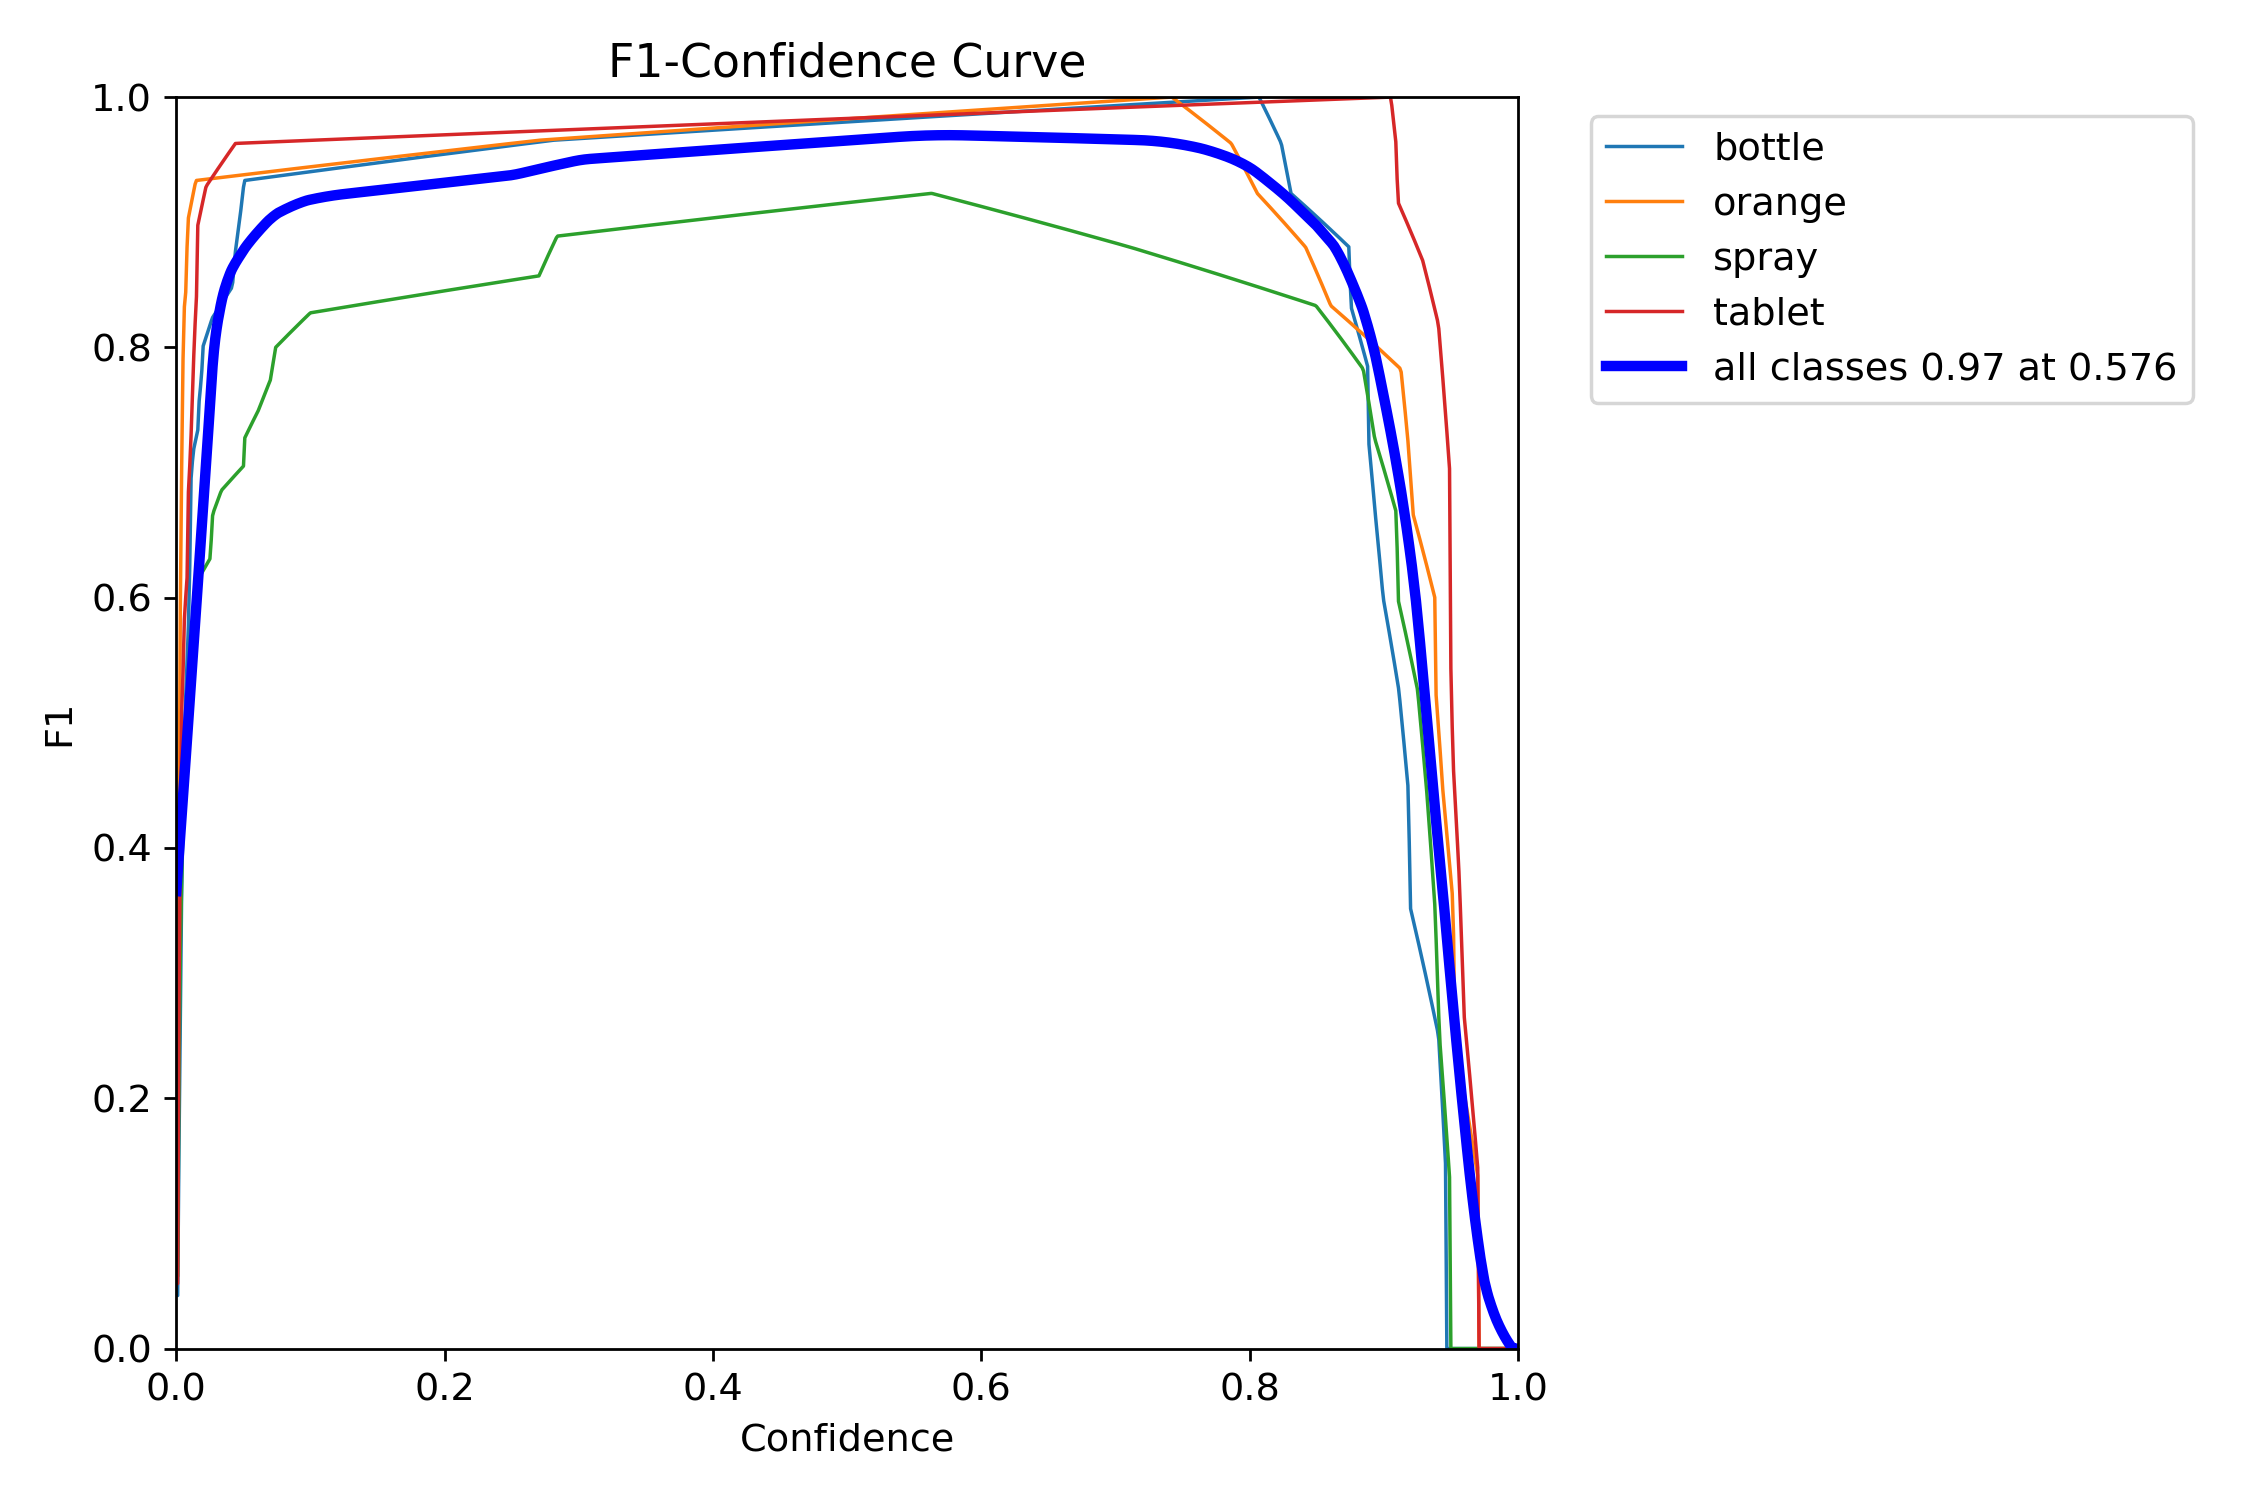 F1-Confidence Curve
1.0
0.8
0.6
0.4
0.2
0.0
F1
0.0 0.2 0.4 0.6 0.8 1.0
Confidence
bottle
orange
spray
tablet
all classes 0.97 at 0.576